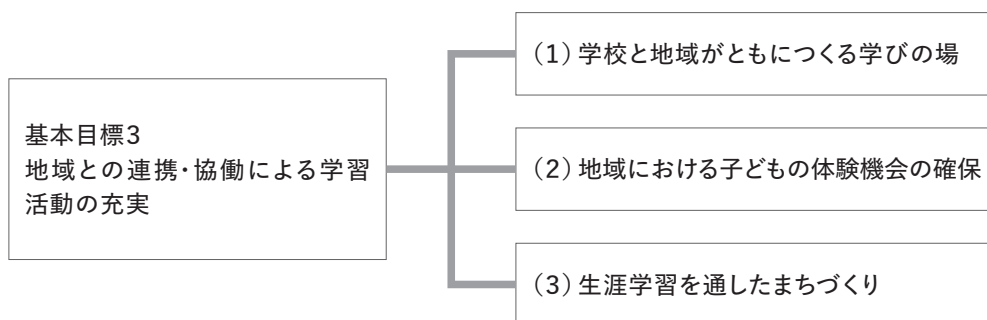 基本目標3
地域との連携・協働による学習
活動の充実
（1）学校と地域がともにつくる学びの場
（2）地域における子どもの体験機会の確保
（3）生涯学習を通したまちづくり